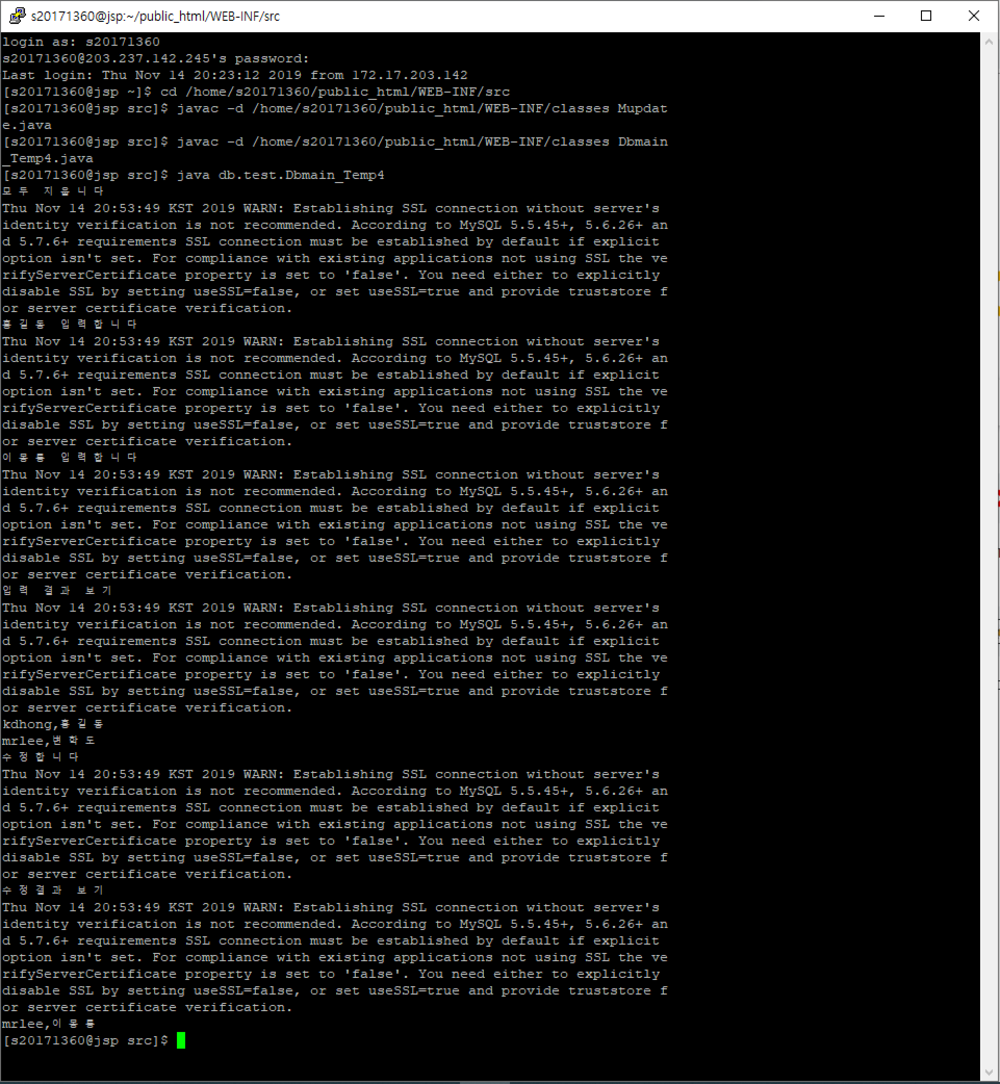 s20171360@jsp:~/public_html/WEB-INF/src
login as: s20171360
s20171360@203.237.142.245's password:
Last login: Thu Nov 14 20:23:12 2019 from 172.17.203.142
[s20171360@jsp ~]$ cd /home/s20171360/public_html/WEB-INF/src
[s20171360@jsp src]$ javac -d /home/s20171360/public_html/WEB-INF/classes Mupdat
e.java
[s20171360@jsp src]$ javac -d /home/s20171360/public_html/WEB-INF/classes Dbmain
_Temp4.java
[s20171360@jsp src]$ java db.test.Dbmain_Temp4
모두 지웁니다
Thu Nov 14 20:53:49 KST 2019 WARN: Establishing SSL connection without server's
identity verification is not recommended. According to MySQL 5.5.45+, 5.6.26+ an
d 5.7.6+ requirements SSL connection must be established by default if explicit
option isn't set. For compliance with existing applications not using SSL the ve
rifyServerCertificate property is set to 'false'. You need either to explicitly
disable SSL by setting useSSL=false, or set useSSL=true and provide truststore f
or server certificate verification.
홍길동 입력합니다
Thu Nov 14 20:53:49 KST 2019 WARN: Establishing SSL connection without server's
identity verification is not recommended. According to MySQL 5.5.45+, 5.6.26+ an
d 5.7.6+ requirements SSL connection must be established by default if explicit
option isn't set. For compliance with existing applications not using SSL the ve
rifyServerCertificate property is set to 'false'. You need either to explicitly
disable SSL by setting useSSL=false, or set useSSL=true and provide truststore f
or server certificate verification.
이몽룡 입력합니다
Thu Nov 14 20:53:49 KST 2019 WARN: Establishing SSL connection without server's
identity verification is not recommended. According to MySQL 5.5.45+, 5.6.26+ an
d 5.7.6+ requirements SSL connection must be established by default if explicit
option isn't set. For compliance with existing applications not using SSL the ve
rifyServerCertificate property is set to 'false'. You need either to explicitly
disable SSL by setting useSSL=false, or set useSSL=true and provide truststore f
or server certificate verification.
입력 결과 보기
Thu Nov 14 20:53:49 KST 2019 WARN: Establishing SSL connection without server's
identity verification is not recommended. According to MySQL 5.5.45+, 5.6.26+ an
d 5.7.6+ requirements SSL connection must be established by default if explicit
option isn't set. For compliance with existing applications not using SSL the ve
rifyServerCertificate property is set to 'false'. You need either to explicitly
disable SSL by setting useSSL=false, or set useSSL=true and provide truststore f
or server certificate verification.
kdhong,홍길동
mrlee,변학도
수정합니다
Thu Nov 14 20:53:49 KST 2019 WARN: Establishing SSL connection without server's
identity verification is not recommended. According to MySQL 5.5.45+, 5.6.26+ an
d 5.7.6+ requirements SSL connection must be established by default if explicit
option isn't set. For compliance with existing applications not using SSL the ve
rifyServerCertificate property is set to 'false'. You need either to explicitly
disable SSL by setting useSSL=false, or set useSSL=true and provide truststore f
or server certificate verification.
수정결과 보기
Thu Nov 14 20:53:49 KST 2019 WARN: Establishing SSL connection without server's
identity verification is not recommended. According to MySQL 5.5.45+, 5.6.26+ an
d 5.7.6+ requirements SSL connection must be established by default if explicit
option isn't set. For compliance with existing applications not using SSL the ve
rifyServerCertificate property is set to 'false'. You need either to explicitly
disable SSL by setting useSSL=false, or set useSSL=true and provide truststore f
or server certificate verification.
mrlee,이몽룡
[s20171360@jsp src]$